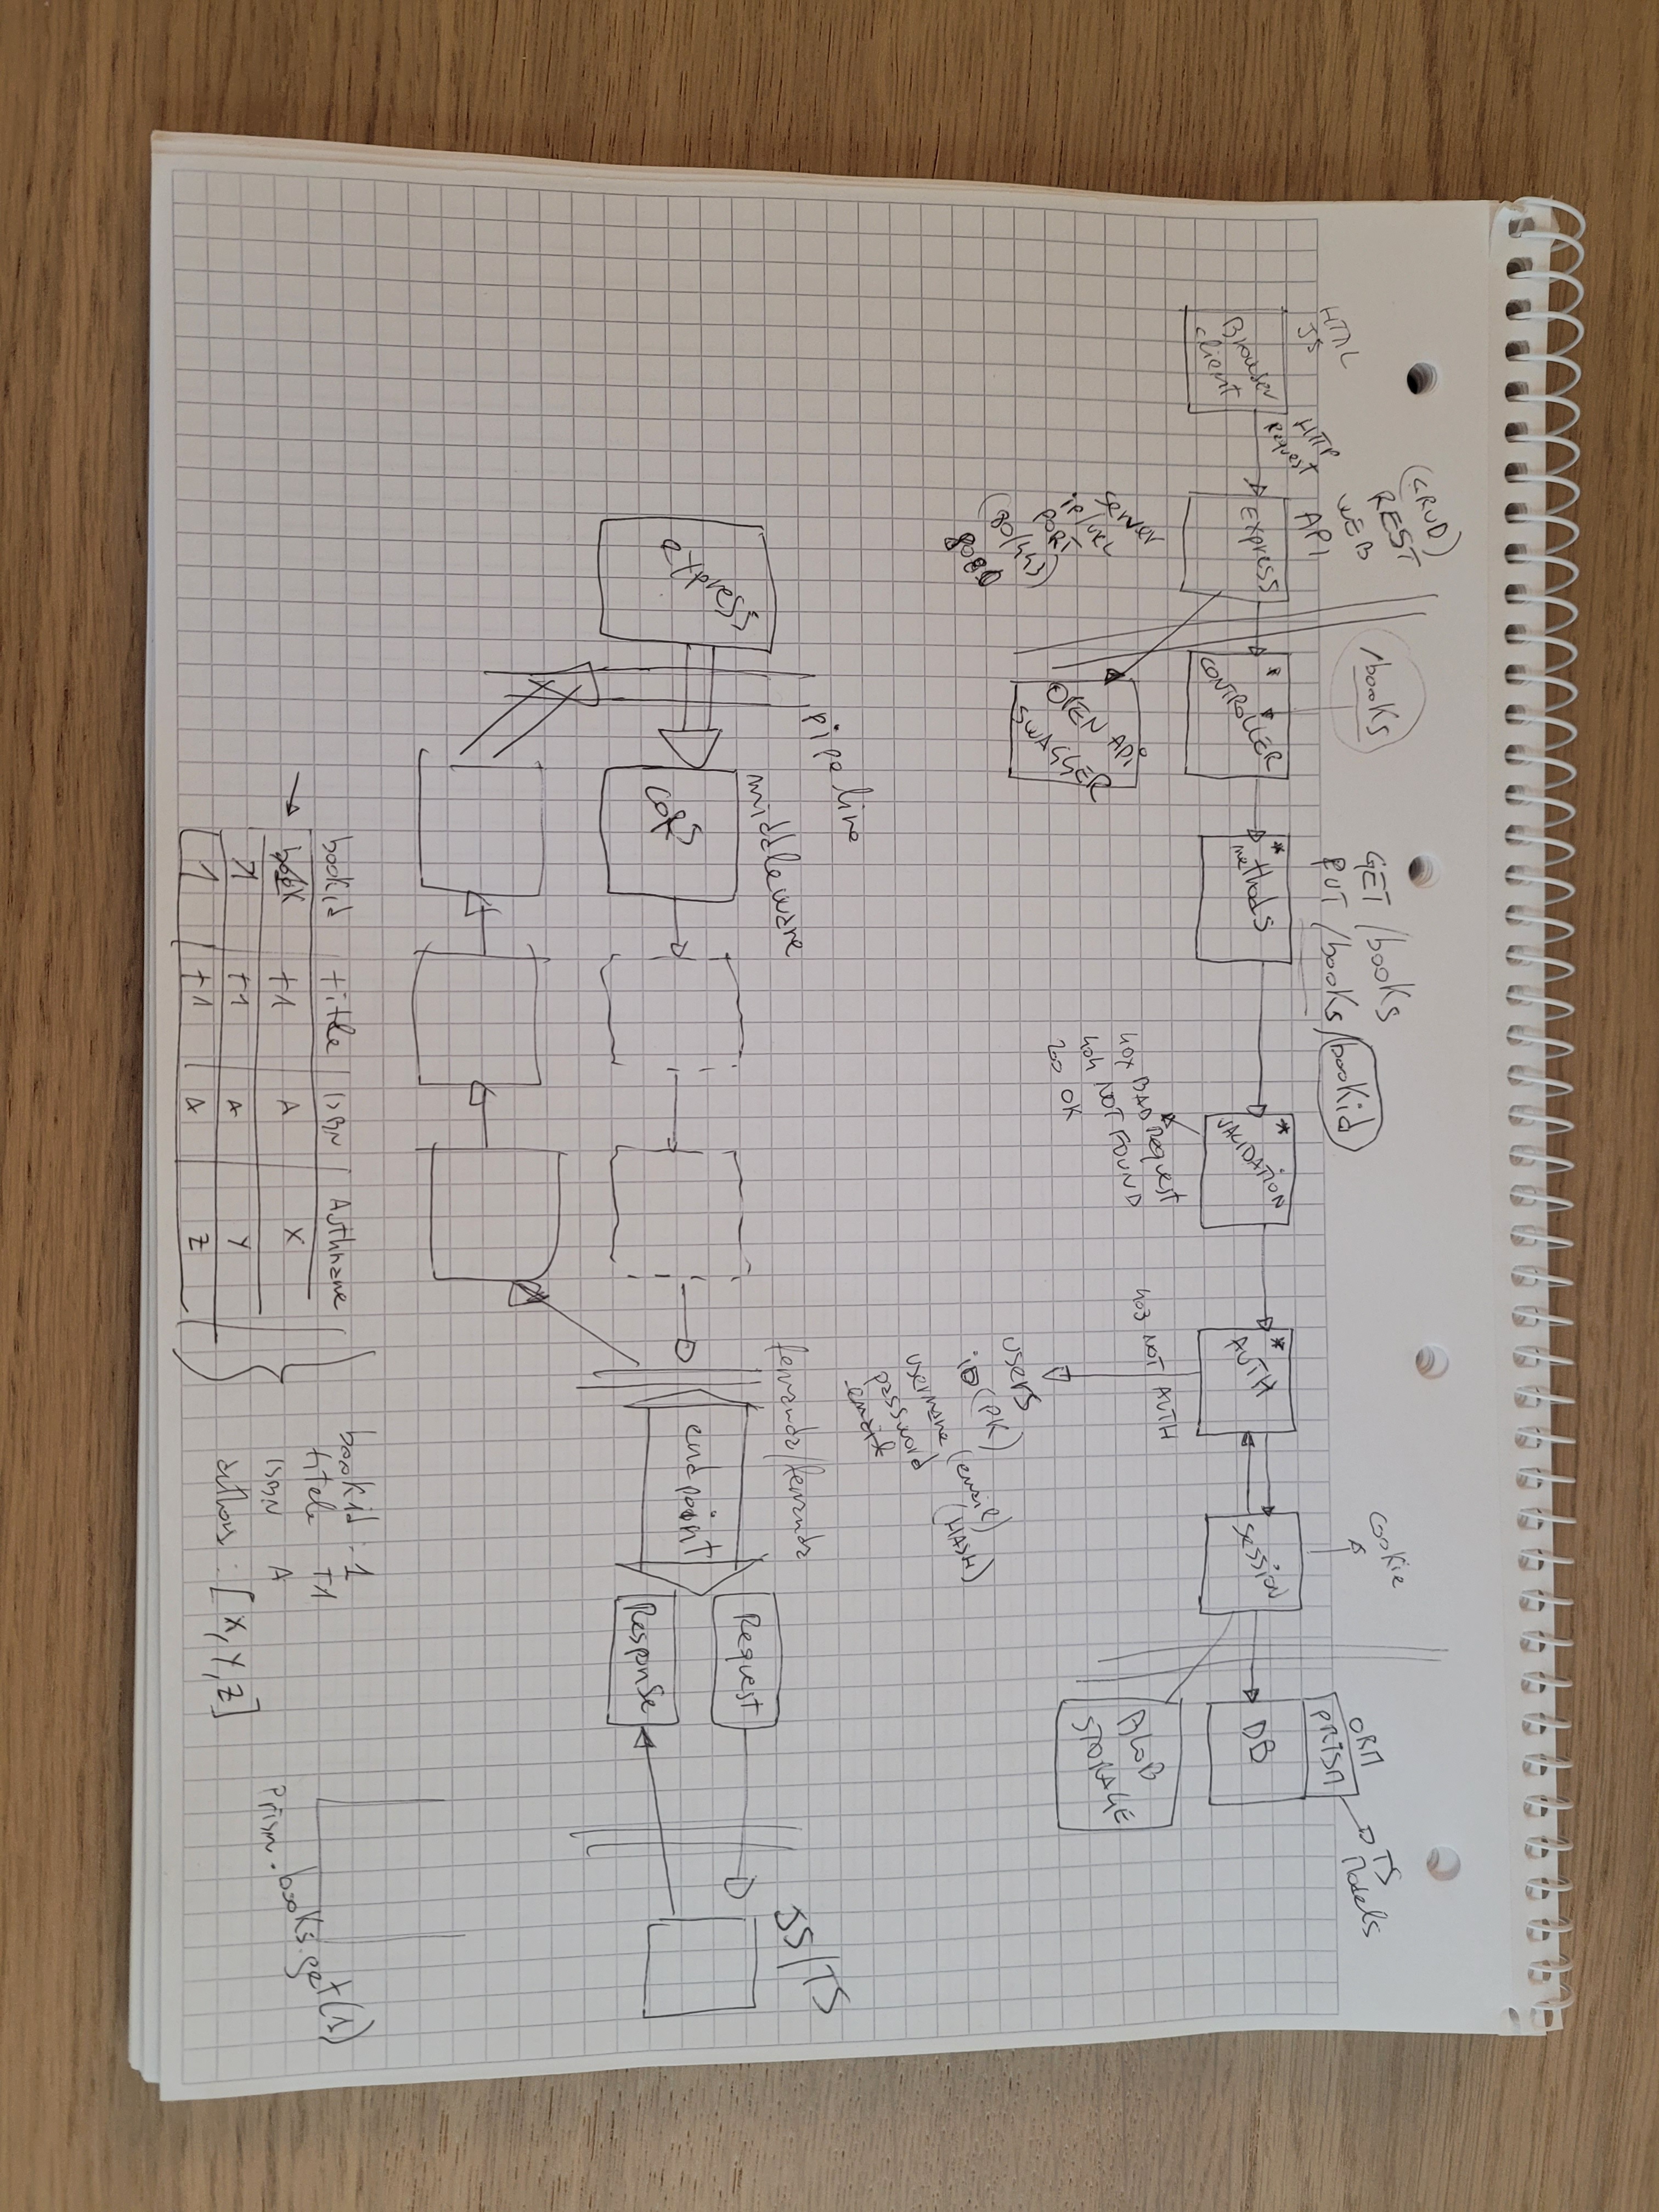 (CRUD)
REST
WEB
API
HTML
JS
HTTP
Request
Browser
client
Express
Server
ip/URL
PORT
(80/443)
8080
/books
CONTROLLER
OPEN API
SWAGGER
GET /books
PUT /books/bookid
* methods
* VALIDATION
40x BAD Request
404 NOT FOUND
200 OK
* AUTH
403 NOT AUTH
users
iD (PK)
username (email)
password (HASH)
email
Cookie
Session
ORM
PRISM
TS
Models
DB
BLOB
STORAGE
pipeline
middleware
express
CORS
endpoint
Request
Response
JS/TS
bookid title ISBN Authname
book t1 A X
1 t1 A Y
1 t1 A Z
bookid : 1
titele T1
ISBN A
authors : [X, Y, Z]
Prism.books.get(1)